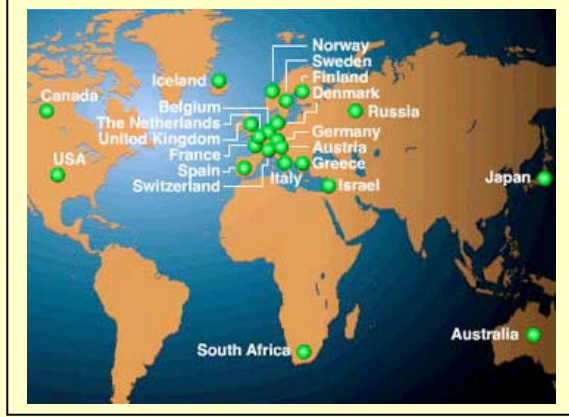 Norway
Sweden
Iceland
Finland
Canada
Belgium
Denmark
The Netherlands
Russia
United Kingdom
Germany
USA
France
Austria
Spain
Italy
Greece
Switzerland
Israel
Japan
Australia
South Africa